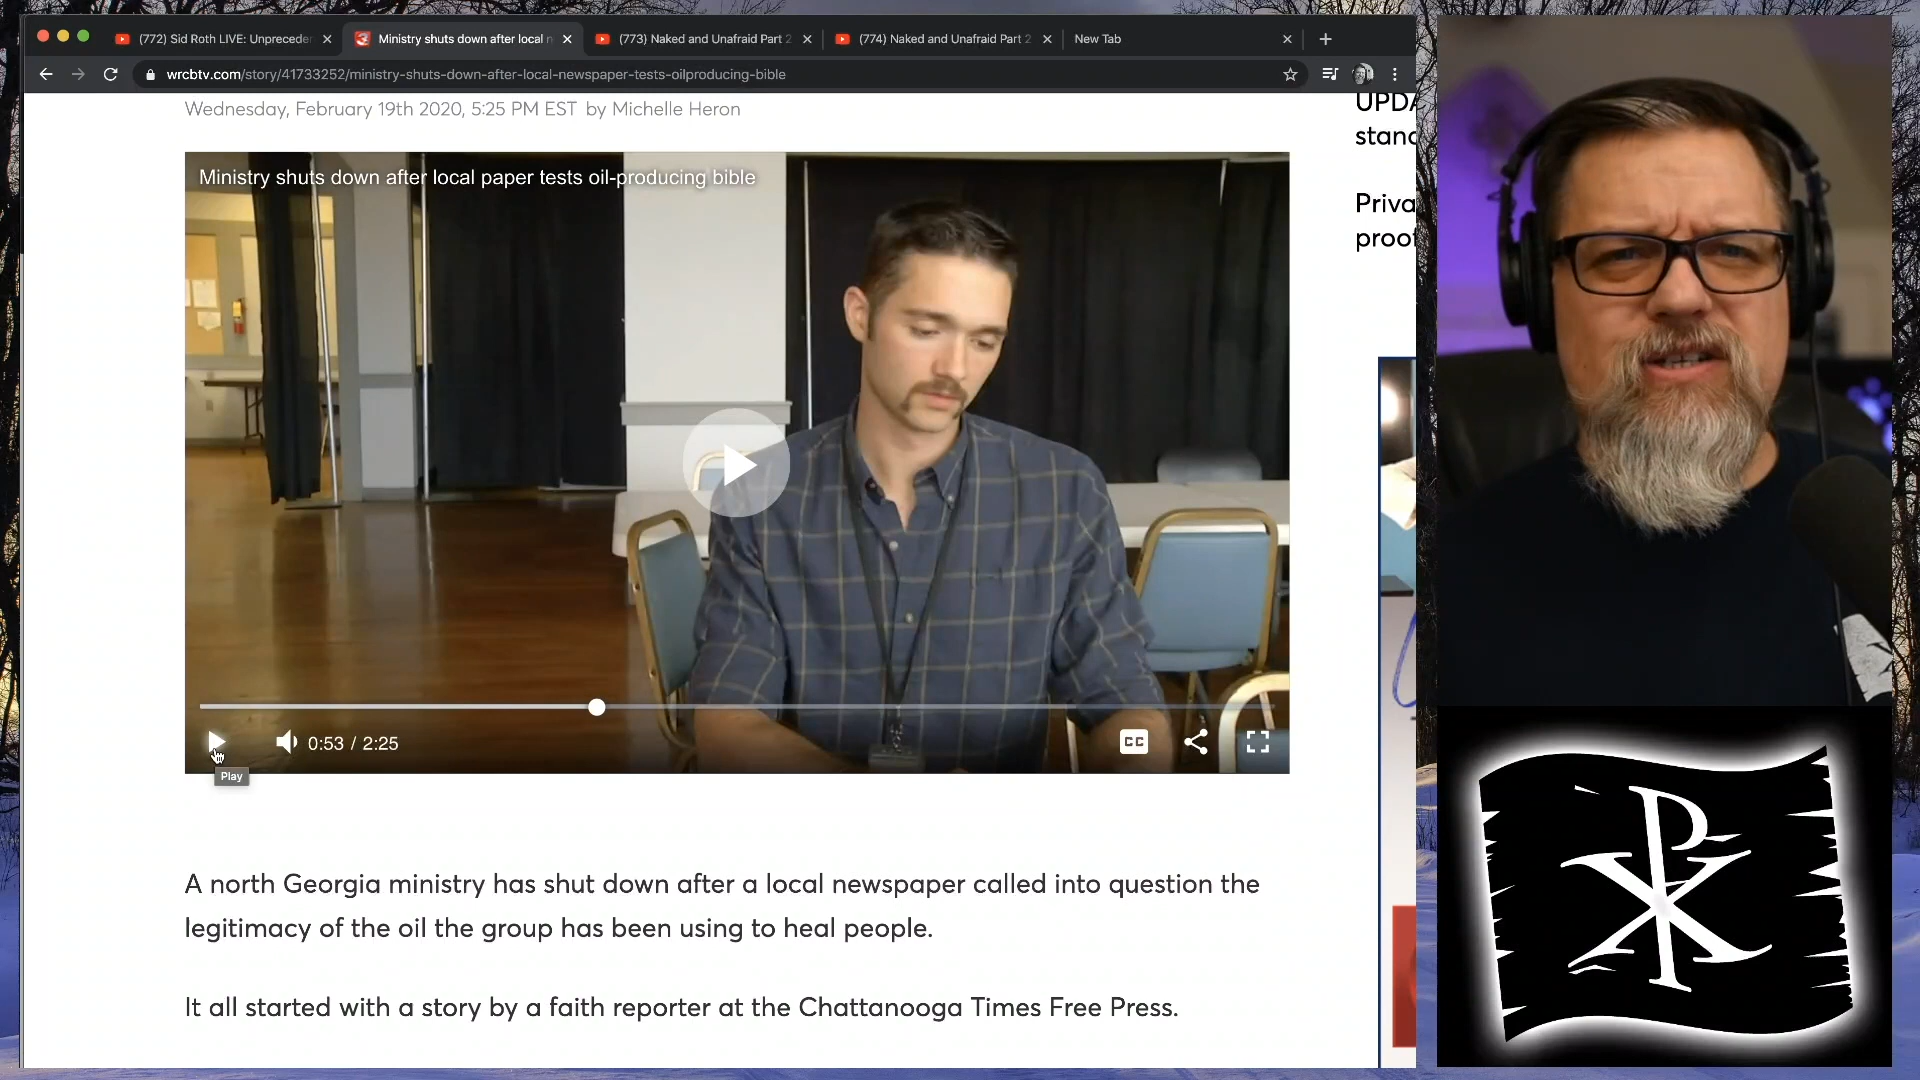 (772) Sid Roth LIVE: Unpreceder
Ministry shuts down after local n
(773) Naked and Unafraid Part 2
(774) Naked and Unafraid Part 2
New Tab
wrcbtv.com/story/41733252/ministry-shuts-down-after-local-newspaper-tests-oilproducing-bible
Wednesday, February 19th 2020, 5:25 PM EST by Michelle Heron
UPDA
stanc
Priva
proof
Ministry shuts down after local paper tests oil-producing bible
0:53 / 2:25
CC
Play
A north Georgia ministry has shut down after a local newspaper called into question the
legitimacy of the oil the group has been using to heal people.
It all started with a story by a faith reporter at the Chattanooga Times Free Press.